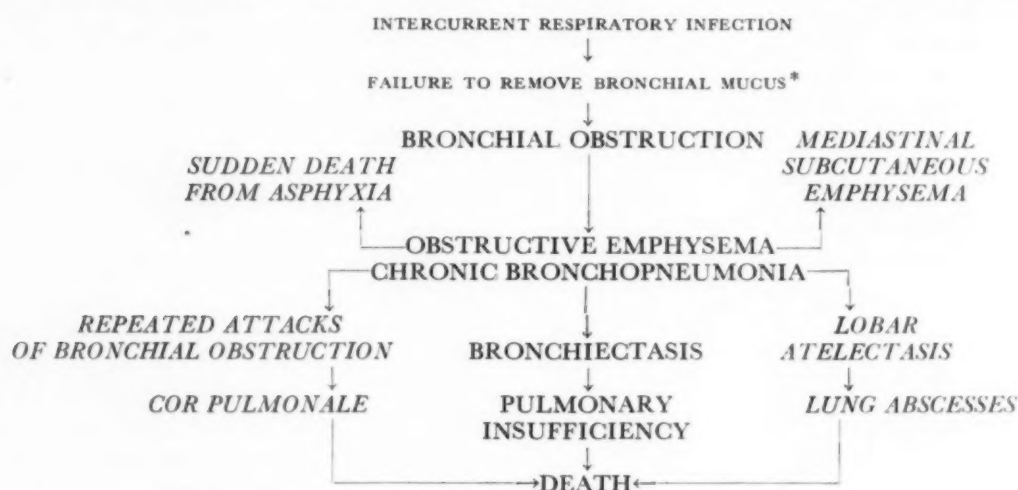 INTERCURRENT RESPIRATORY INFECTION
FAILURE TO REMOVE BRONCHIAL MUCUS*
BRONCHIAL OBSTRUCTION
SUDDEN DEATH
FROM ASPHYXIA
MEDIASTINAL
SUBCUTANEOUS
EMPHYSEMA
OBSTRUCTIVE EMPHYSEMA
CHRONIC BRONCHOPNEUMONIA
REPEATED ATTACKS
OF BRONCHIAL OBSTRUCTION
BRONCHIECTASIS
LOBAR
ATELECTASIS
COR PULMONALE
PULMONARY
INSUFFICIENCY
LUNG ABSCESSES
DEATH